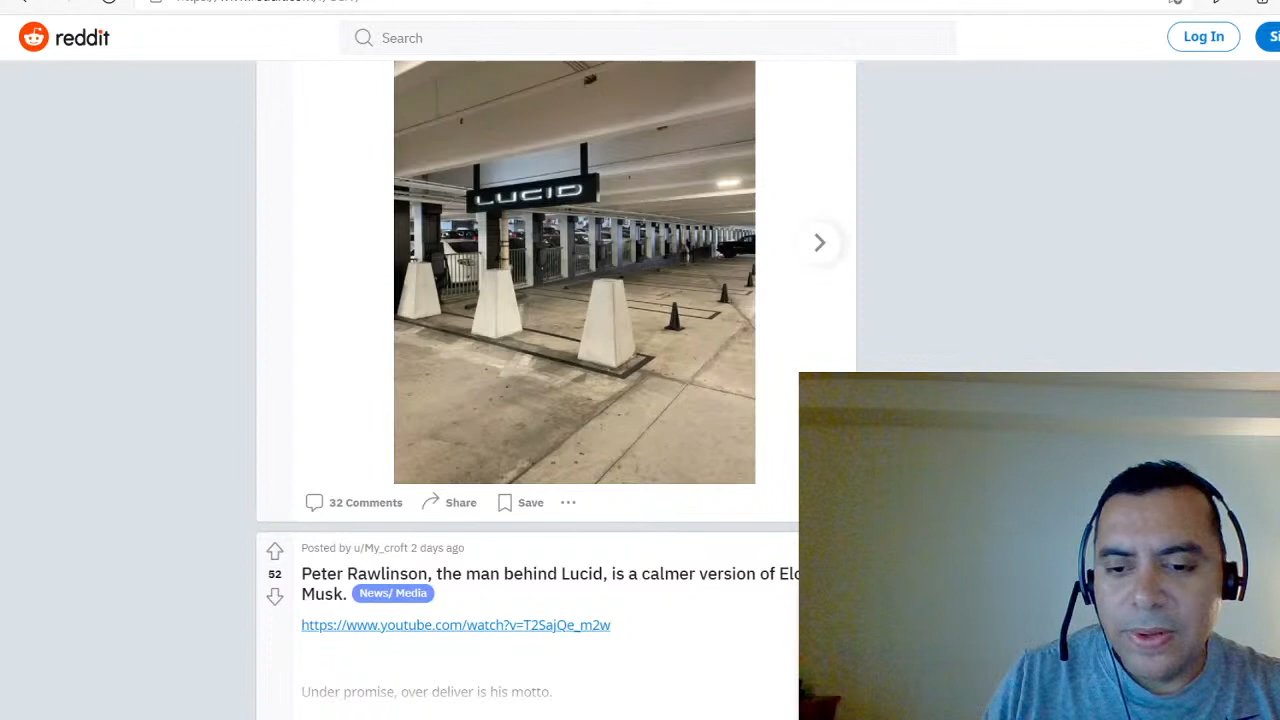 reddit
Search
Log In
LUCID
32 Comments
Share
Save
Posted by u/My_croft 2 days ago
52
Peter Rawlinson, the man behind Lucid, is a calmer version of Elo
Musk. News/ Media
https://www.youtube.com/watch?v=T2SajQe_m2w
Under promise, over deliver is his motto.